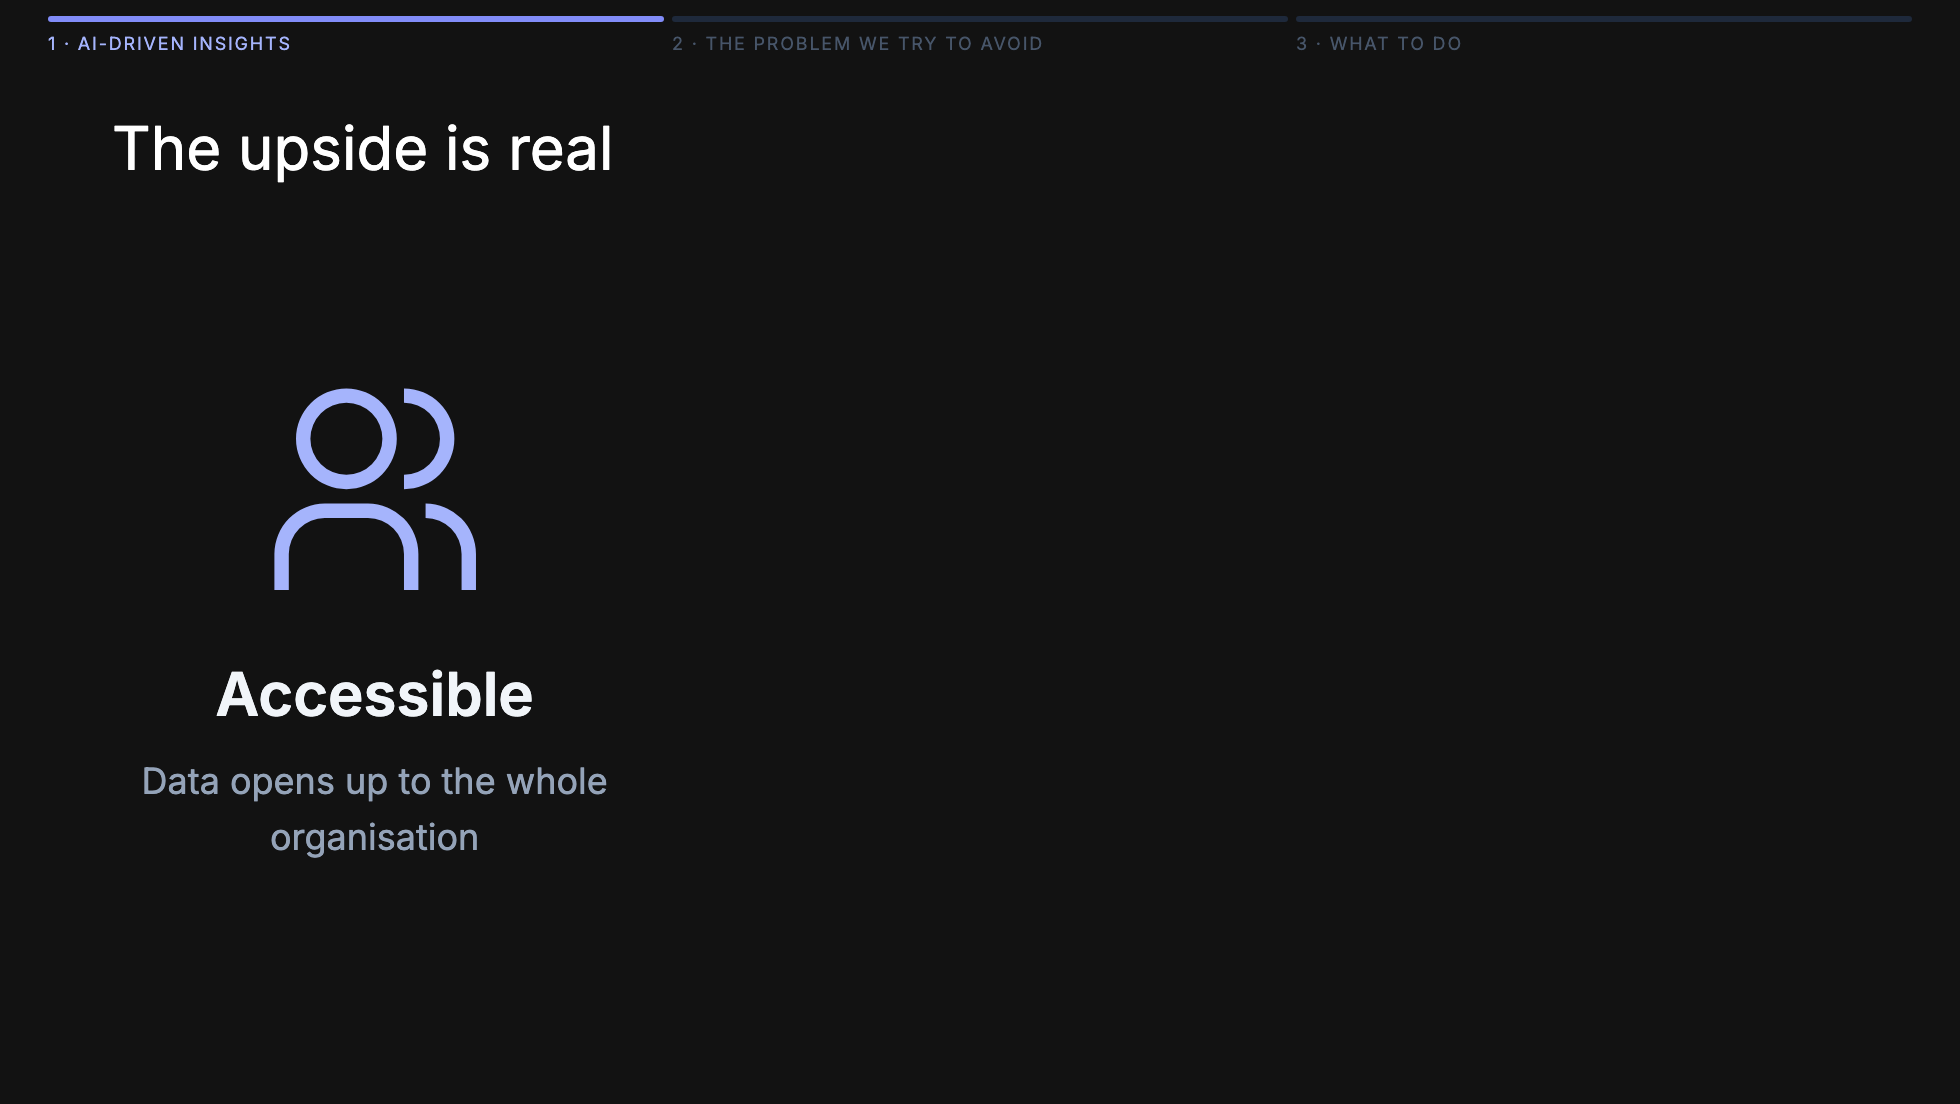 1 · AI-DRIVEN INSIGHTS
2 · THE PROBLEM WE TRY TO AVOID
3 · WHAT TO DO
The upside is real
Accessible
Data opens up to the whole
organisation